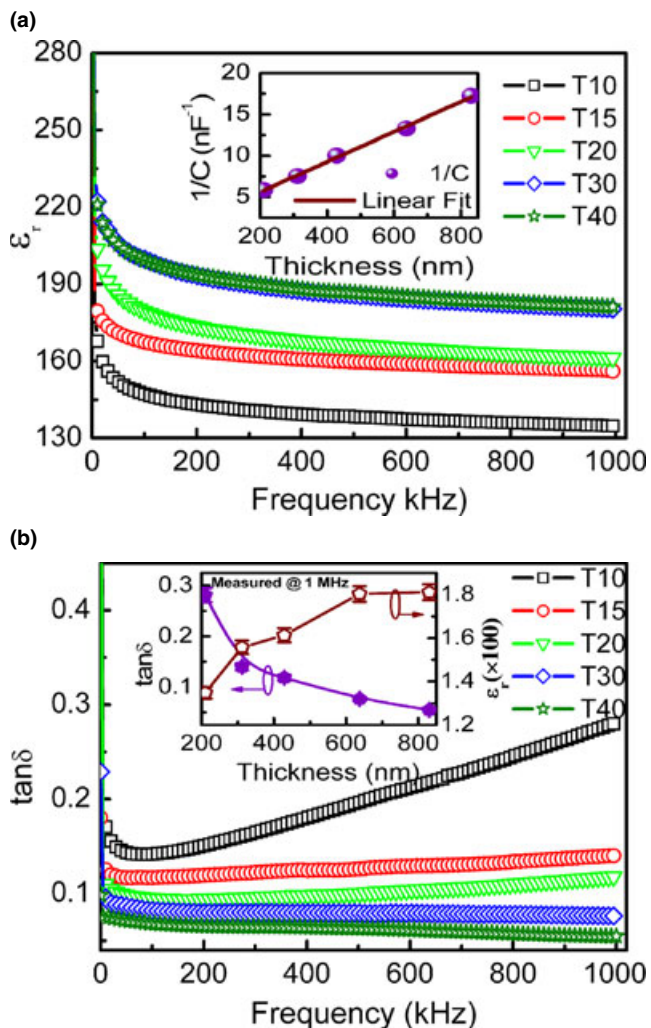 (a)
280
250
220
190
160
130
εr
0
200
400
600
800
1000
Frequency kHz
T10
T15
T20
T30
T40
20
15
10
5
1/C (nF-1)
200
400
600
800
Thickness (nm)
1/C
Linear Fit
(b)
0.4
0.3
0.2
0.1
tanδ
0
200
400
600
800
1000
Frequency (kHz)
T10
T15
T20
T30
T40
Measured @ 1 MHz
0.3
0.2
0.1
tanδ
1.8
1.6
1.4
1.2
εr(×100)
200
400
600
800
Thickness (nm)